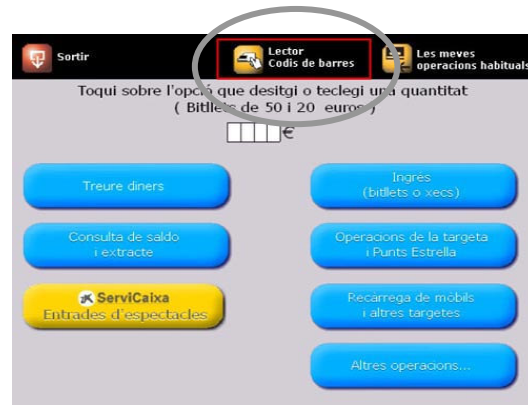 Sortir
Lector
Codis de barres
Les meves
operacions habituals
Toqui sobre l'opció que desitgi o teclegi una quantitat
( Bitllets de 50 i 20 euros )
€
Treure diners
Ingrés
(bitllets o xecs)
Consulta de saldo
i extracte
Operacions de la targeta
i Punts Estrella
ServiCaixa
Entrades d'espectacles
Recàrrega de mòbils
i altres targetes
Altres operacions...